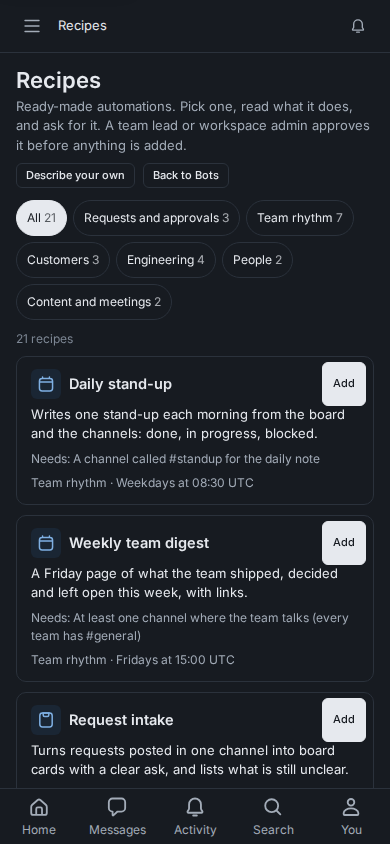 Recipes
Recipes
Ready-made automations. Pick one, read what it does,
and ask for it. A team lead or workspace admin approves
it before anything is added.
Describe your own
Back to Bots
All 21
Requests and approvals 3
Team rhythm 7
Customers 3
Engineering 4
People 2
Content and meetings 2
21 recipes
Daily stand-up
Add
Writes one stand-up each morning from the board
and the channels: done, in progress, blocked.
Needs: A channel called #standup for the daily note
Team rhythm · Weekdays at 08:30 UTC
Weekly team digest
Add
A Friday page of what the team shipped, decided
and left open this week, with links.
Needs: At least one channel where the team talks (every
team has #general)
Team rhythm · Fridays at 15:00 UTC
Request intake
Add
Turns requests posted in one channel into board
cards with a clear ask, and lists what is still unclear.
Home
Messages
Activity
Search
You